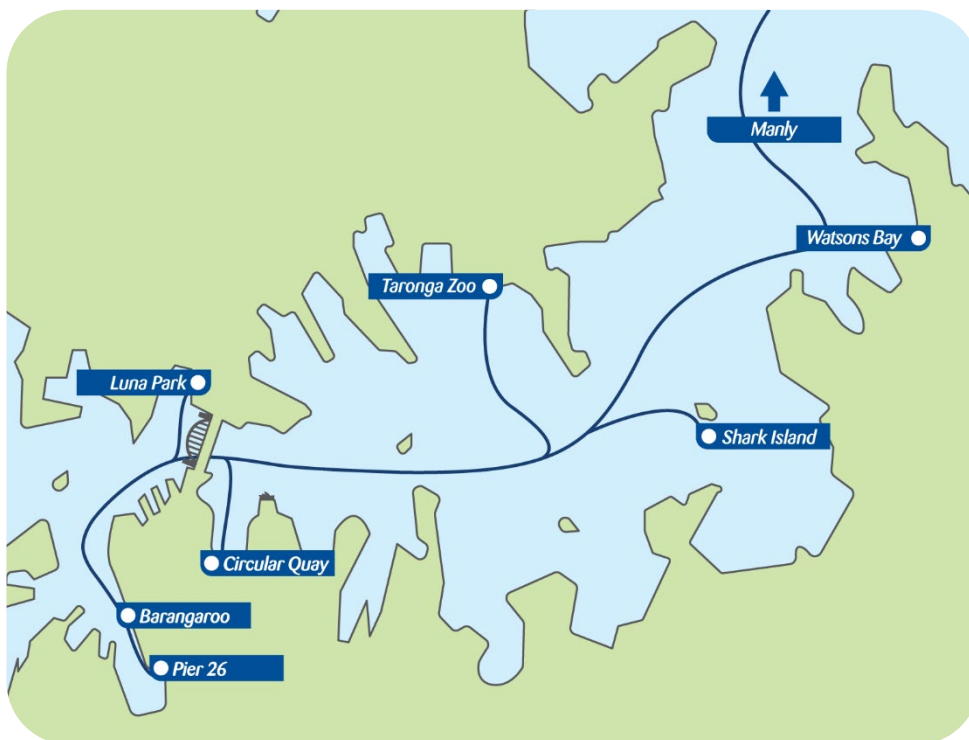 Manly
Watsons Bay
Taronga Zoo
Luna Park
Shark Island
Circular Quay
Barangaroo
Pier 26